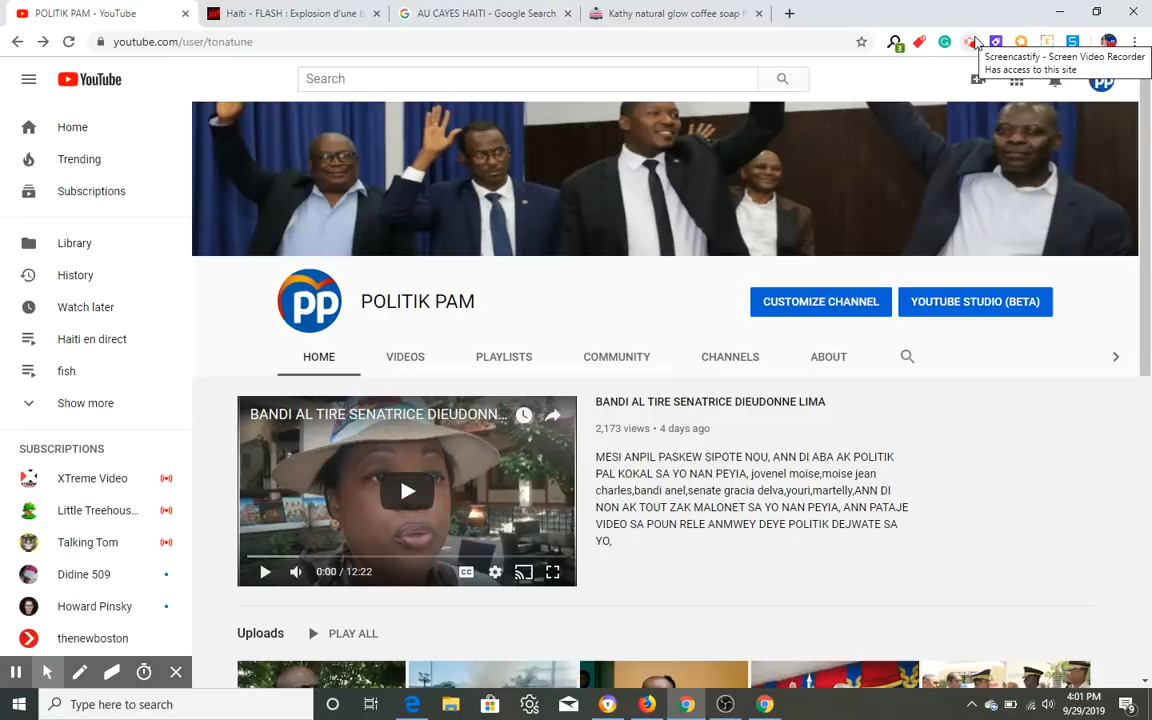 POLITIK PAM - YouTube
Haïti - FLASH : Explosion d'une b
AU CAYES HAITI - Google Search
Kathy natural glow coffee soap f
youtube.com/user/tonatune
3
Screencastify - Screen Video Recorder
Has access to this site
YouTube
Search
Home
Trending
Subscriptions
Library
History
Watch later
Haiti en direct
fish
Show more
SUBSCRIPTIONS
XTreme Video
Little Treehous...
Talking Tom
Didine 509
Howard Pinsky
thenewboston
pp
POLITIK PAM
CUSTOMIZE CHANNEL
YOUTUBE STUDIO (BETA)
HOME
VIDEOS
PLAYLISTS
COMMUNITY
CHANNELS
ABOUT
BANDI AL TIRE SENATRICE DIEUDONN...
0:00 / 12:22
CC
BANDI AL TIRE SENATRICE DIEUDONNE LIMA
2,173 views • 4 days ago
MESI ANPIL PASKEW SIPOTE NOU, ANN DI ABA AK POLITIK
PAL KOKAL SA YO NAN PEYIA, jovenel moise,moise jean
charles,bandi anel,senate gracia delva,youri,martelly,ANN DI
NON AK TOUT ZAK MALONET SA YO NAN PEYIA, ANN PATAJE
VIDEO SA POUN RELE ANMWEY DEYE POLITIK DEJWATE SA
YO,
Uploads
PLAY ALL
Type here to search
4:01 PM
9/29/2019
9